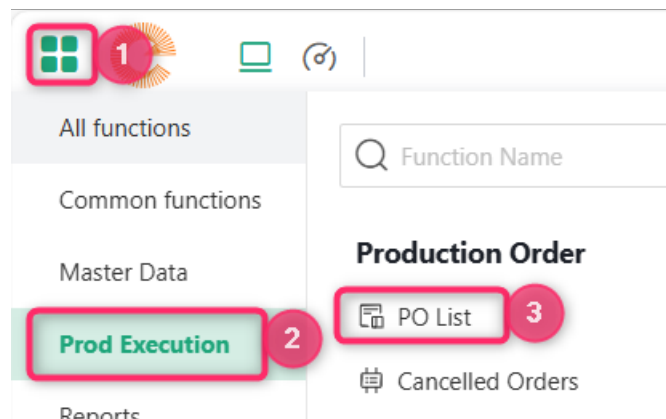 1
All functions
Function Name
Common functions
Production Order
Master Data
PO List
3
Prod Execution
2
Cancelled Orders
Reports